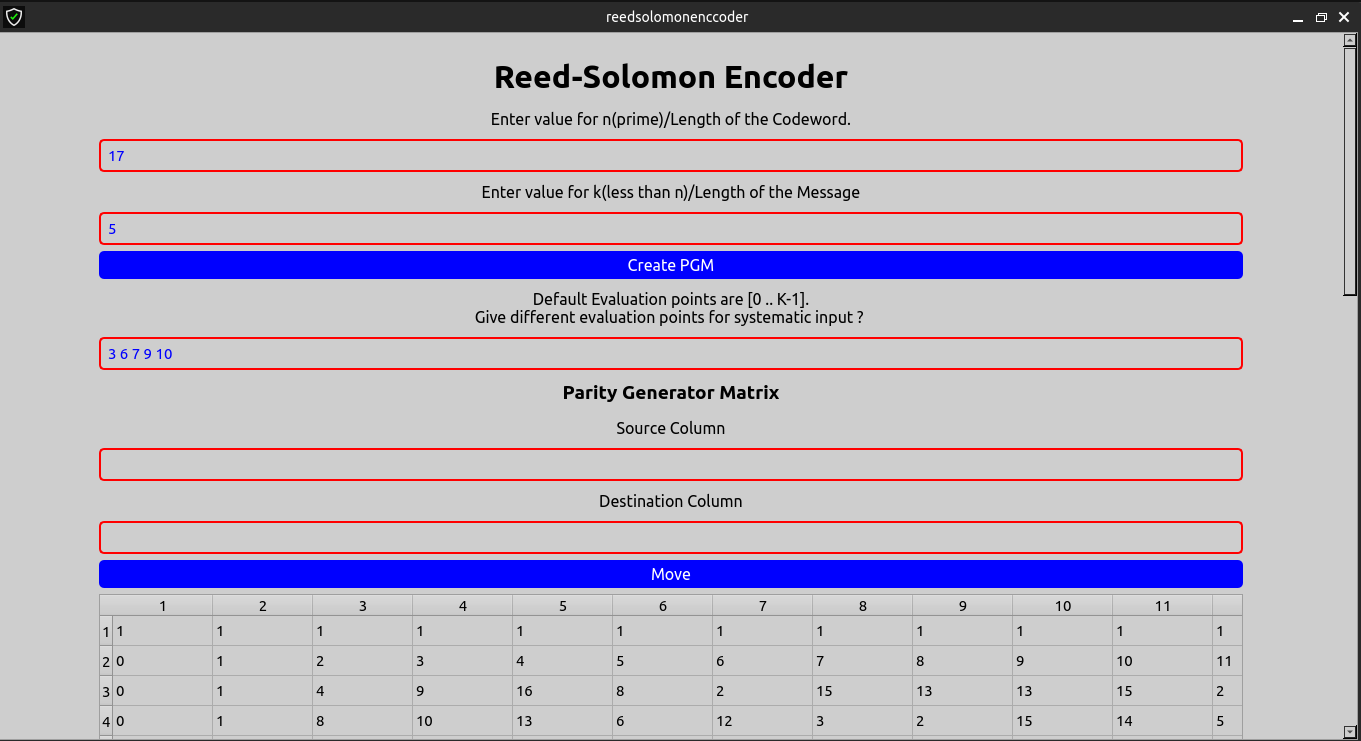 reedsolomonenccoder
Reed-Solomon Encoder
Enter value for n(prime)/Length of the Codeword.
17
Enter value for k(less than n)/Length of the Message
5
Create PGM
Default Evaluation points are [0 .. K-1].
Give different evaluation points for systematic input ?
3 6 7 9 10
Parity Generator Matrix
Source Column
Destination Column
Move
1 2 3 4 5 6 7 8 9 10 11
1 1 1 1 1 1 1 1 1 1 1 1 1
2 0 1 2 3 4 5 6 7 8 9 10 11
3 0 1 4 9 16 8 2 15 13 13 15 2
4 0 1 8 10 13 6 12 3 2 15 14 5